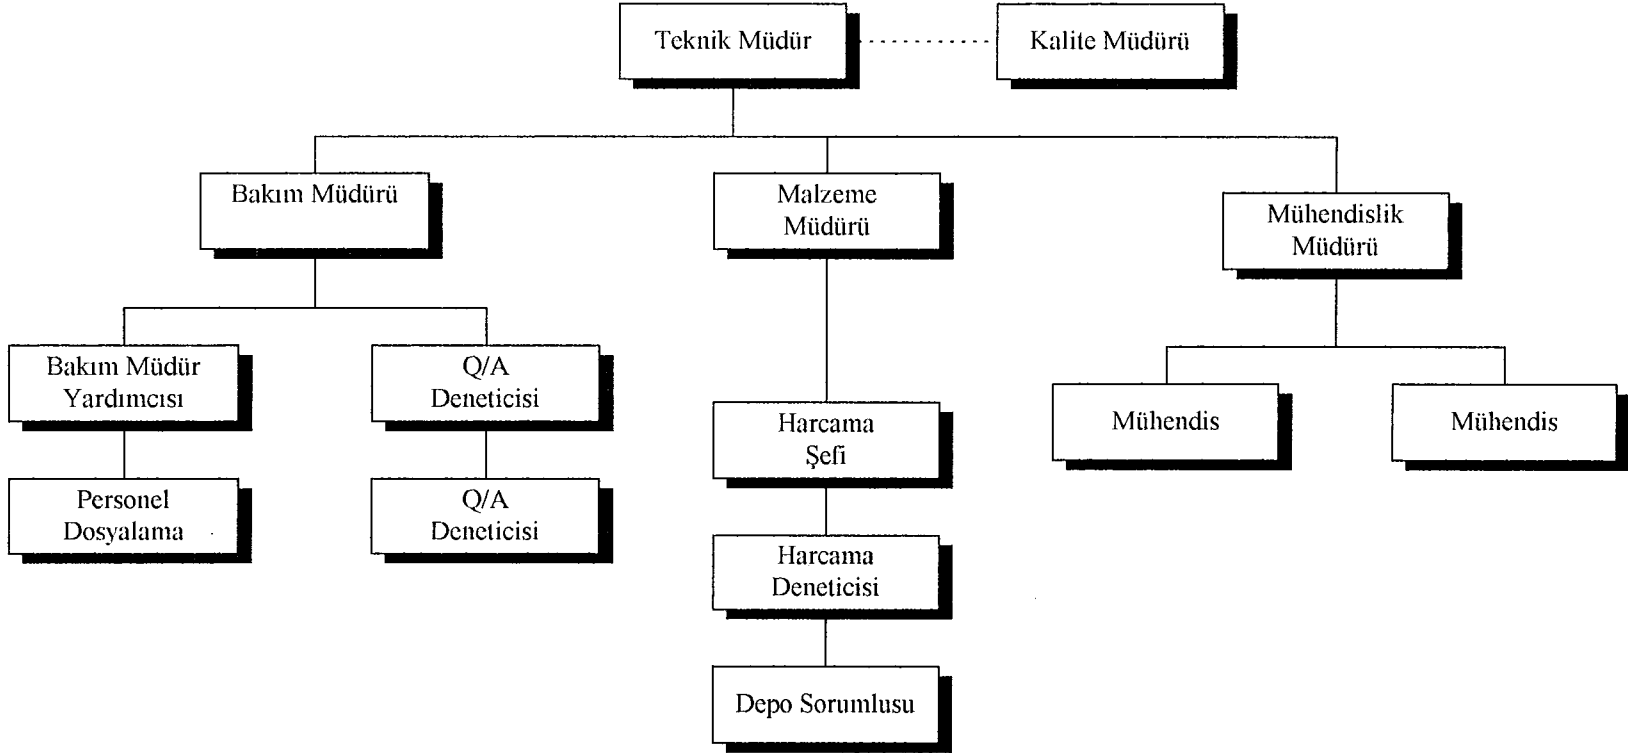 Teknik Müdür
Kalite Müdürü
Bakım Müdürü
Malzeme
Müdürü
Mühendislik
Müdürü
Bakım Müdür
Yardımcısı
Q/A
Deneticisi
Harcama
Şefi
Mühendis
Mühendis
Personel
Dosyalama
Q/A
Deneticisi
Harcama
Deneticisi
Depo Sorumlusu